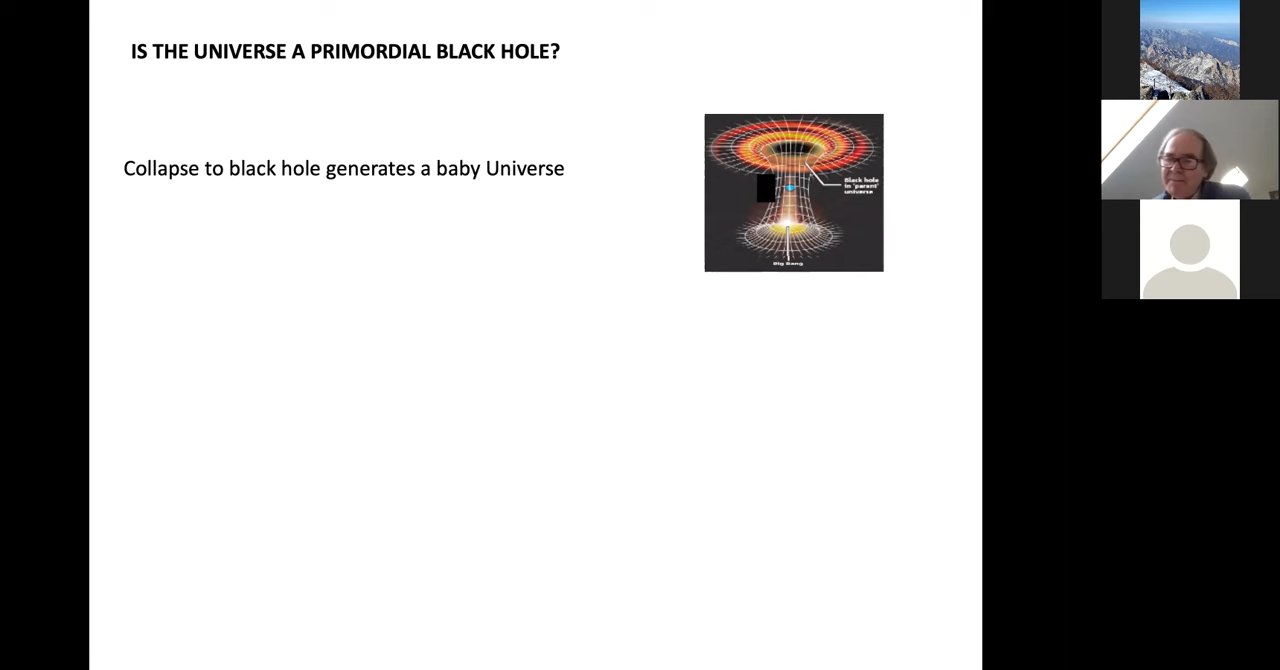 IS THE UNIVERSE A PRIMORDIAL BLACK HOLE?
Collapse to black hole generates a baby Universe
Black hole
in 'parent'
universe
Big Bang